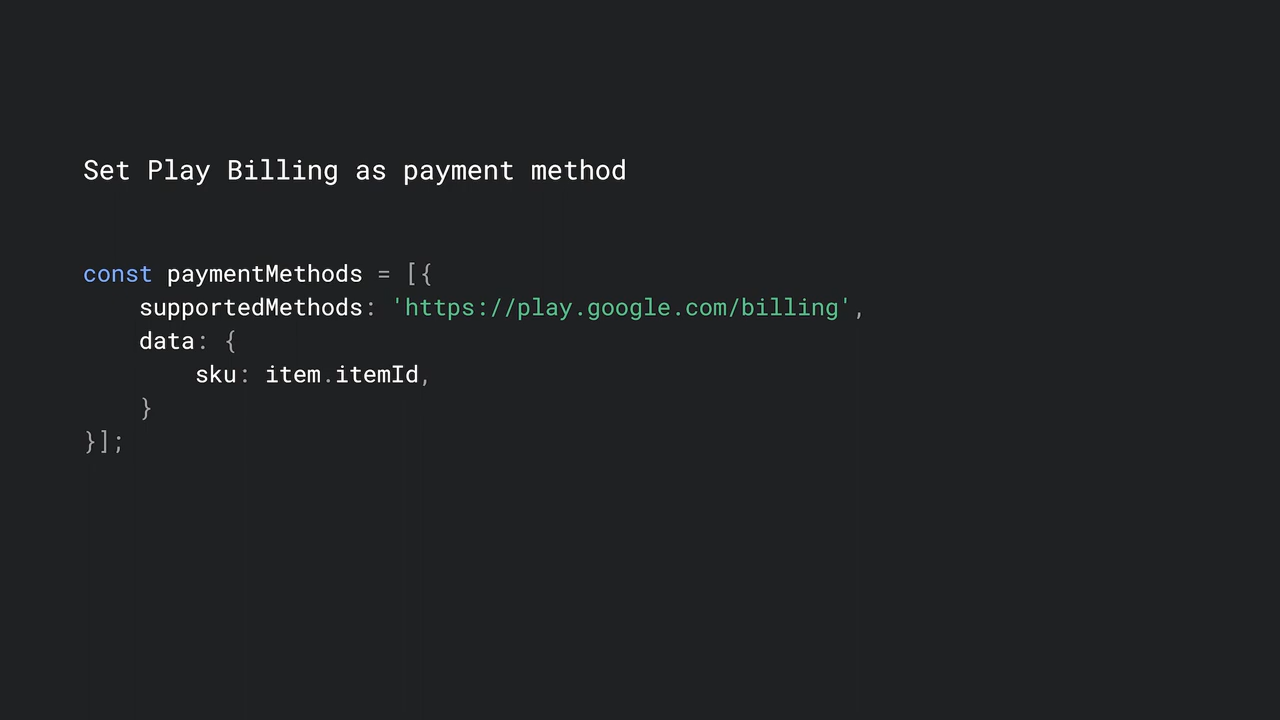 Set Play Billing as payment method
const paymentMethods = [{
    supportedMethods: 'https://play.google.com/billing',
    data: {
        sku: item.itemId,
    }
}];